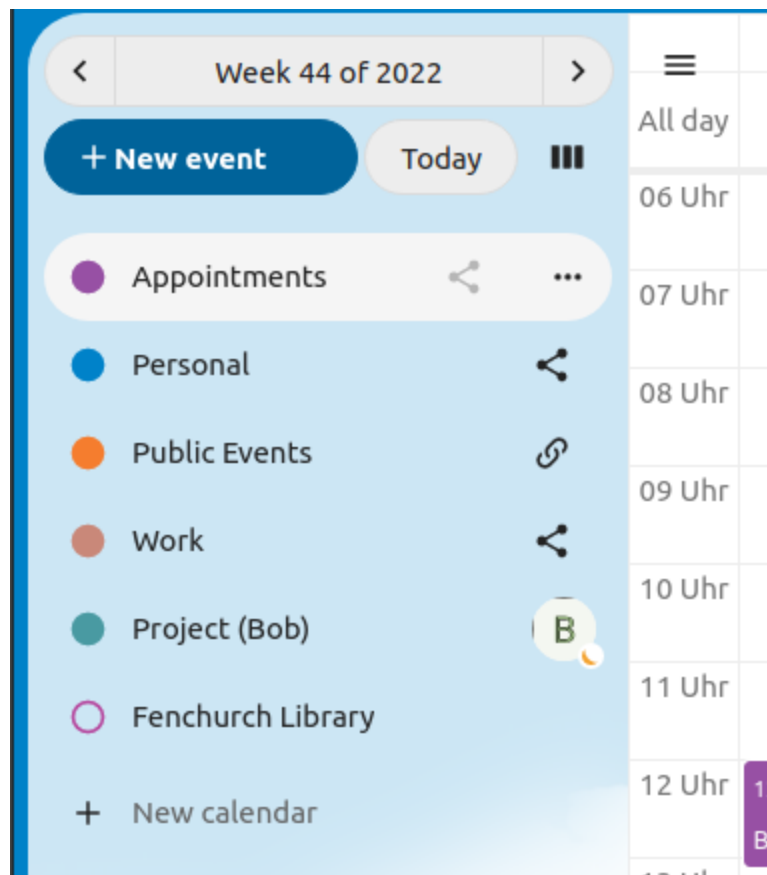 Week 44 of 2022
+ New event
Today
Appointments
Personal
Public Events
Work
Project (Bob)
B
Fenchurch Library
+ New calendar
All day
06 Uhr
07 Uhr
08 Uhr
09 Uhr
10 Uhr
11 Uhr
12 Uhr
1
B